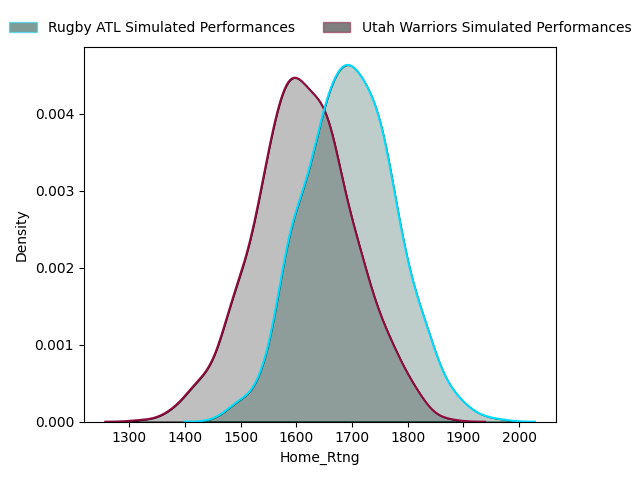 Rugby ATL Simulated Performances Utah Warriors Simulated Performances
0.004
0.003
0.002
0.001
0.000
Density
1300 1400 1500 1600 1700 1800 1900 2000
Home_Rtng